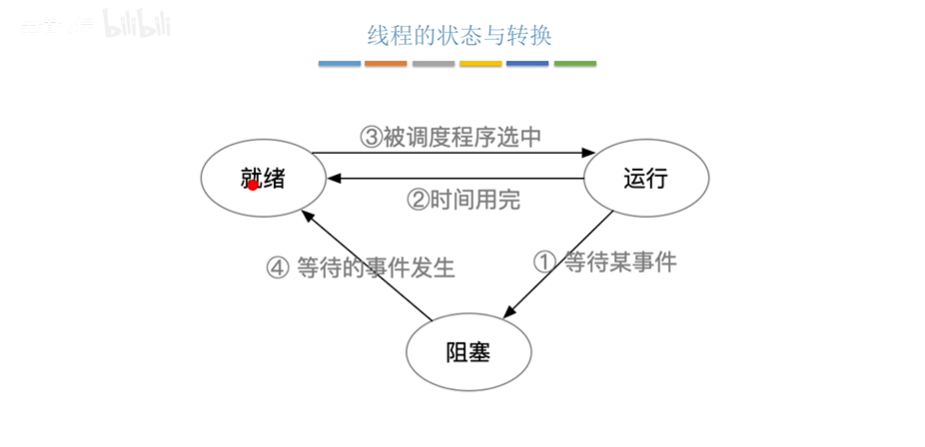 bilibili
线程的状态与转换
③被调度程序选中
就绪
运行
②时间用完
④ 等待的事件发生
① 等待某事件
阻塞